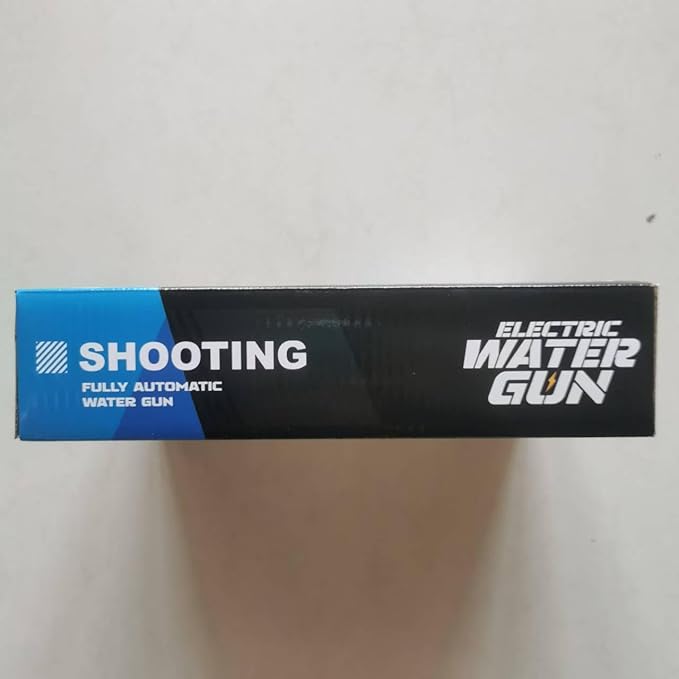 SHOOTING
FULLY AUTOMATIC
WATER GUN
ELECTRIC
WATER
GUN